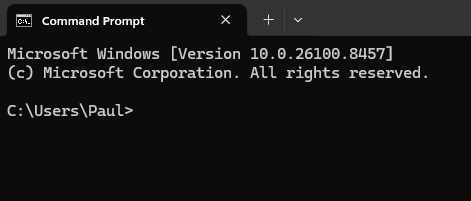 Command Prompt
Microsoft Windows [Version 10.0.26100.8457]
(c) Microsoft Corporation. All rights reserved.
C:\Users\Paul>